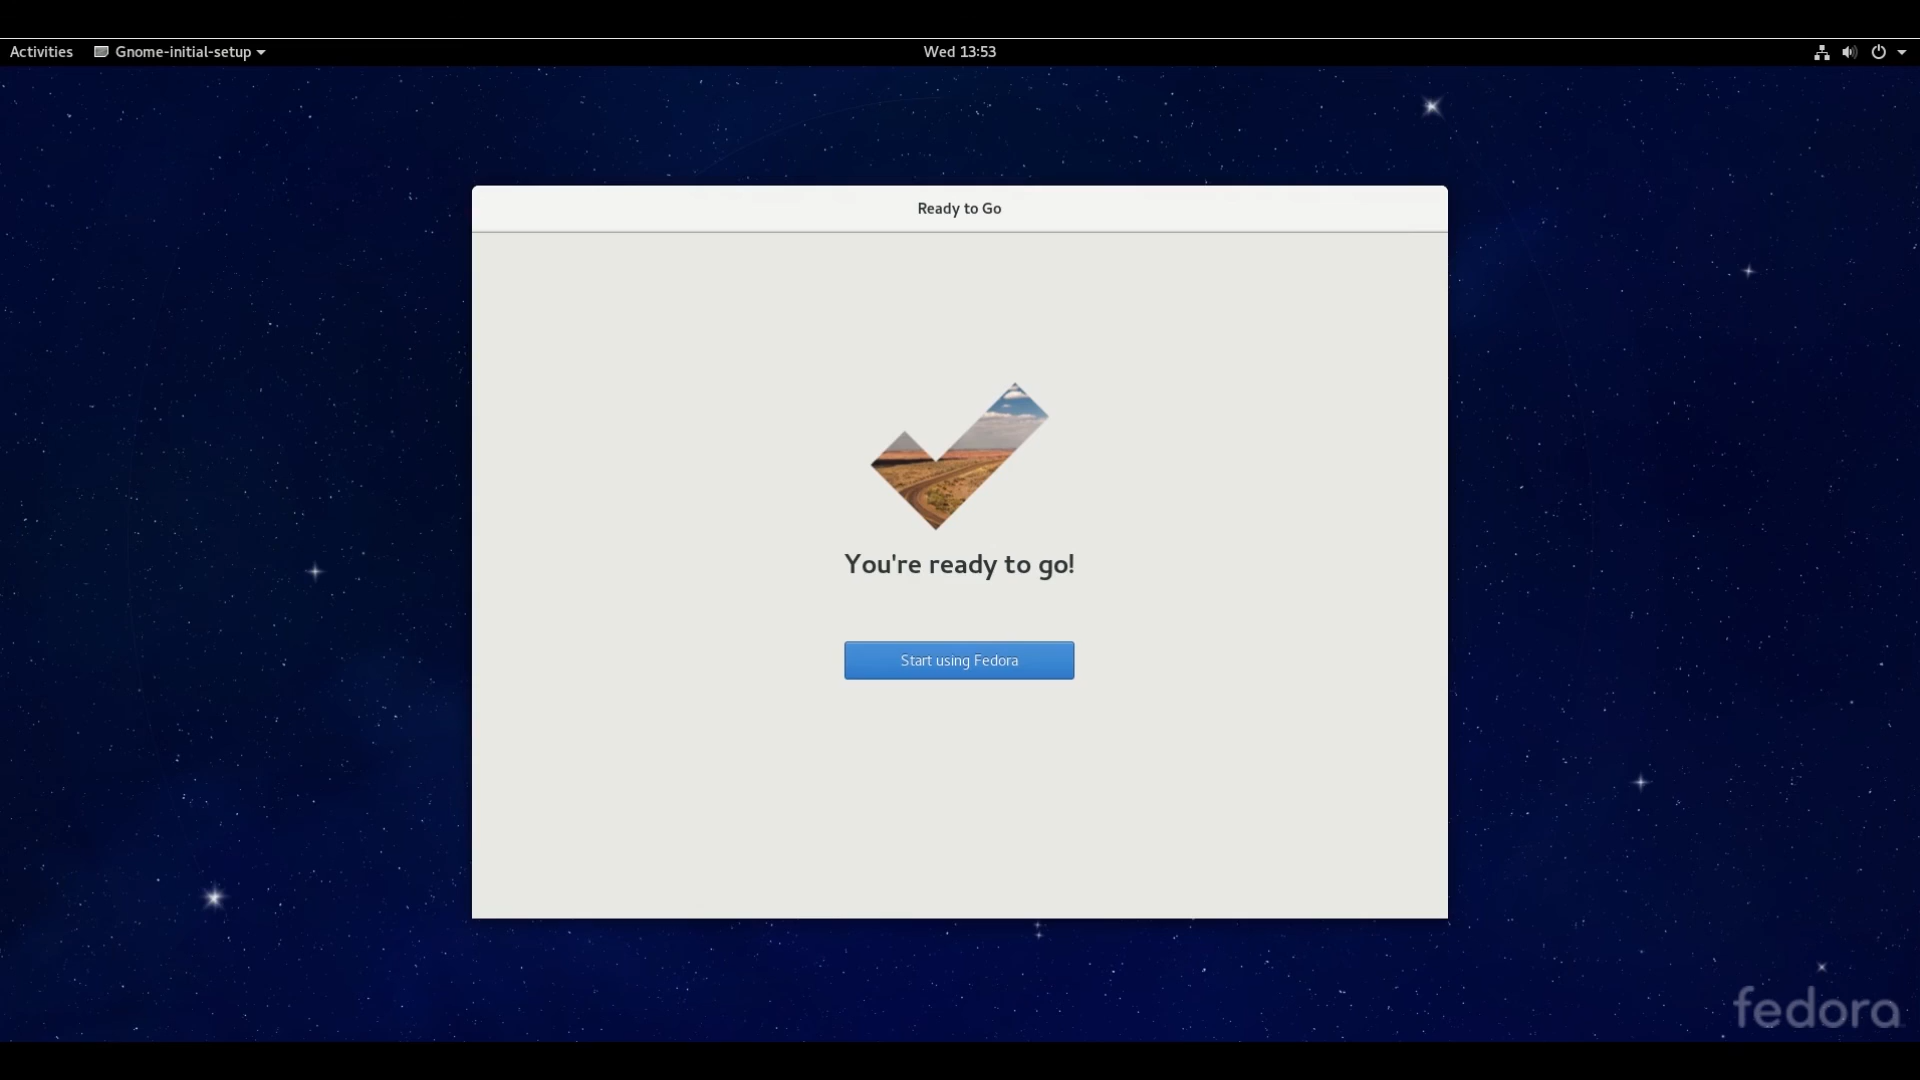 Activities Gnome-initial-setup Wed 13:53
Ready to Go
You're ready to go!
Start using Fedora
fedora